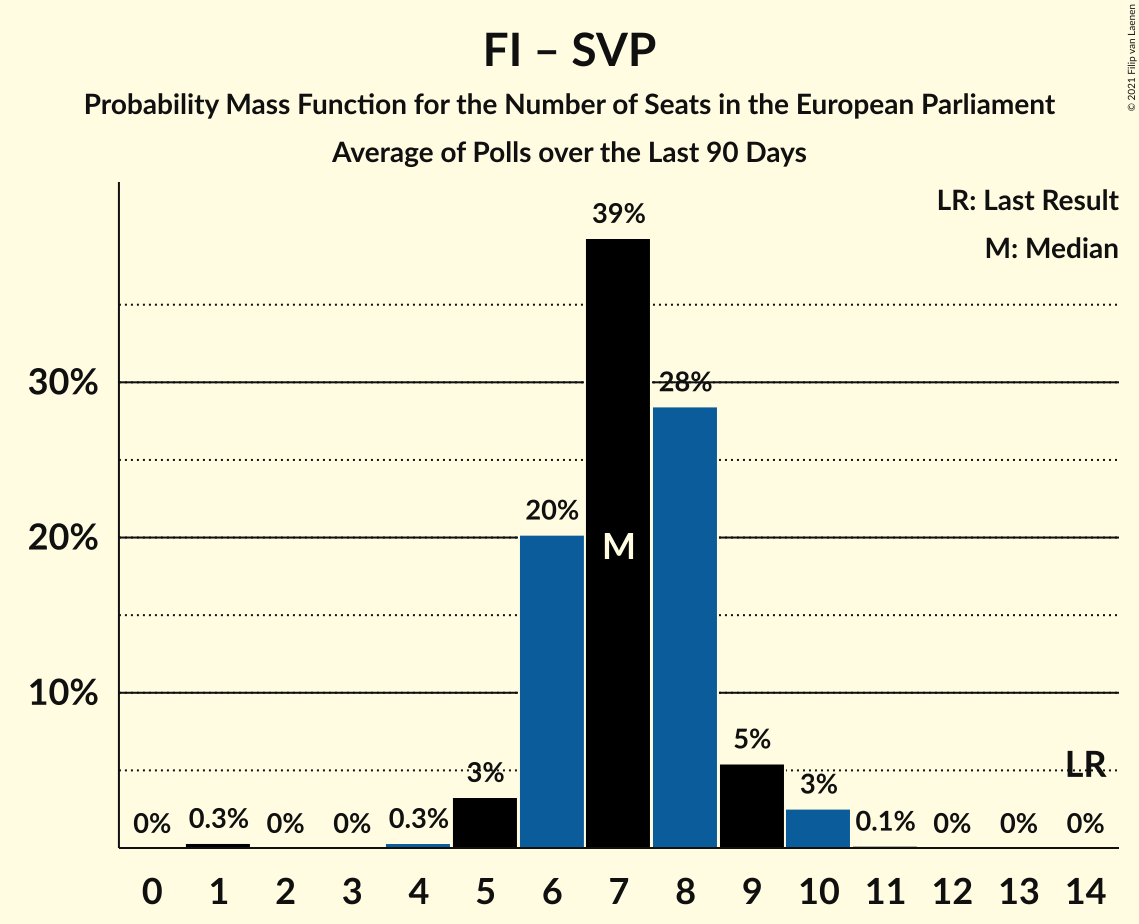 FI – SVP
Probability Mass Function for the Number of Seats in the European Parliament
Average of Polls over the Last 90 Days
© 2021 Filip van Laenen
LR: Last Result
M: Median
39%
30%
28%
20%
20%
M
10%
5%
LR
3%
3%
0%
0.3%
0%
0%
0.3%
0.1%
0%
0%
0%
0 1 2 3 4 5 6 7 8 9 10 11 12 13 14